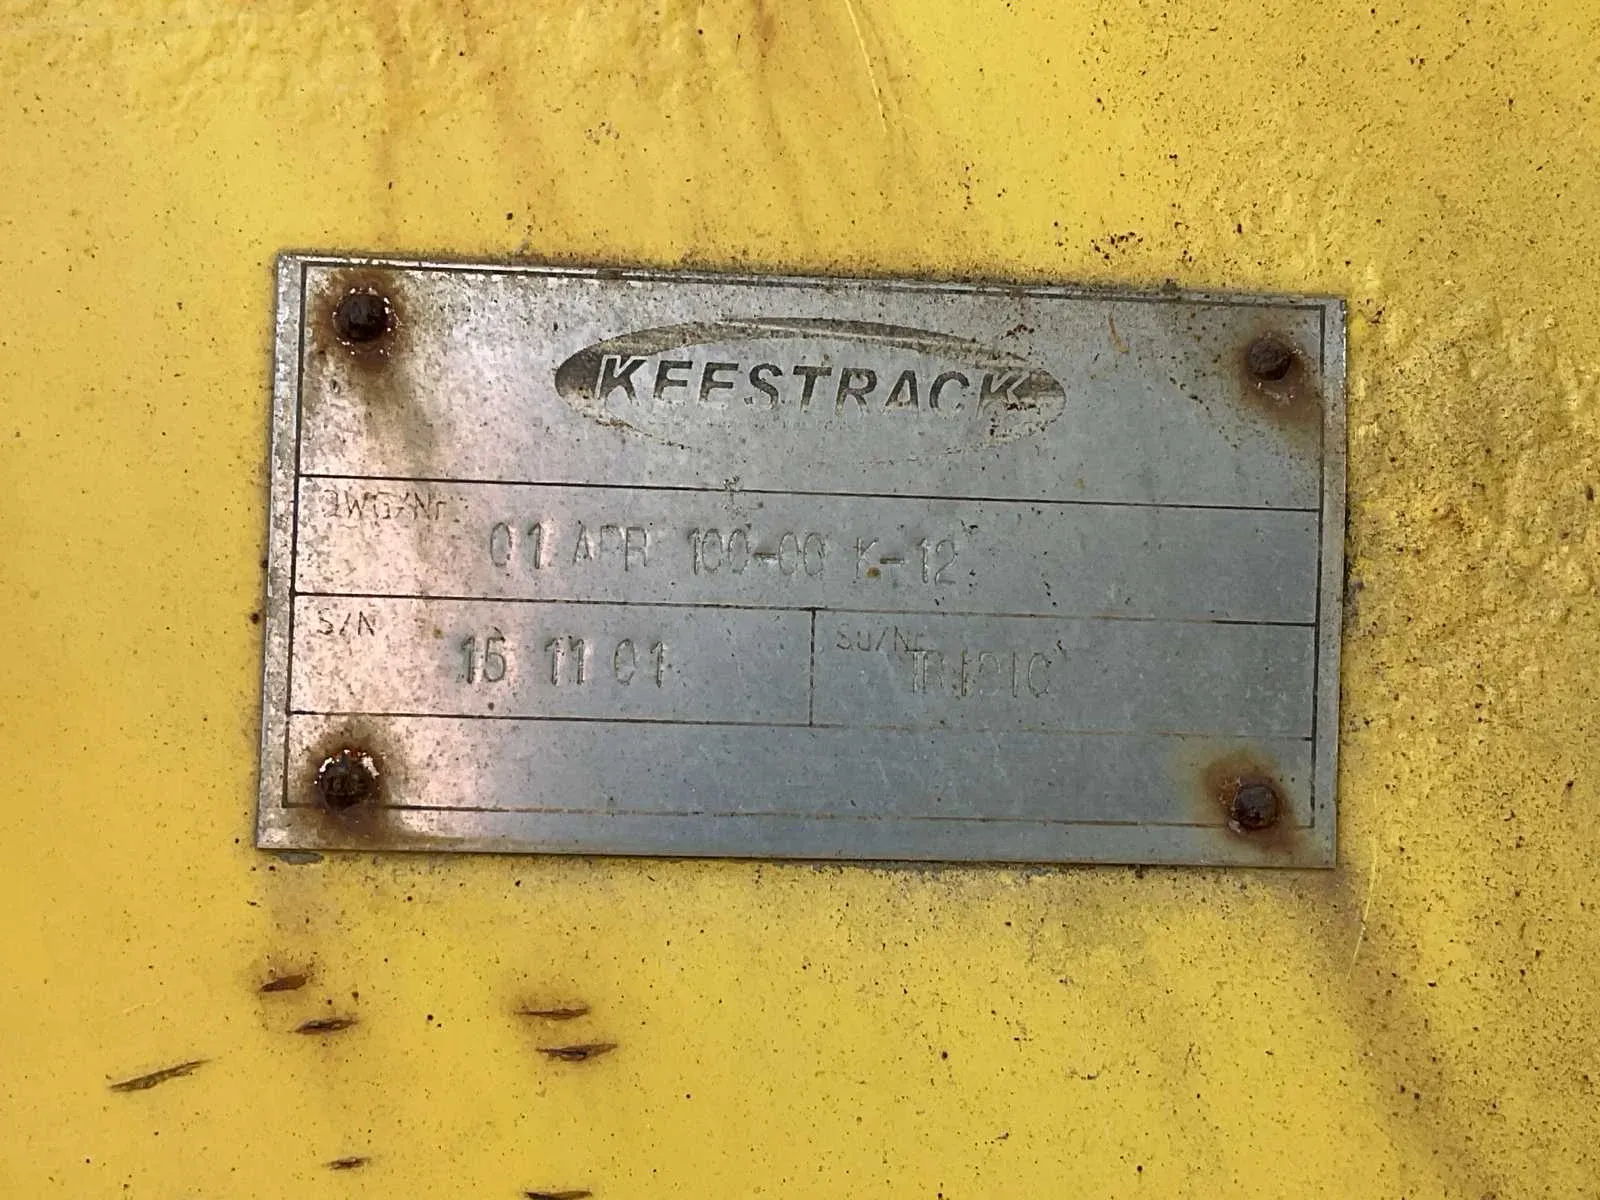 KEESTRACK
DWG/Nr.
01 APR 100-00 K-12
S/N
15 11 01
Su/Nr.